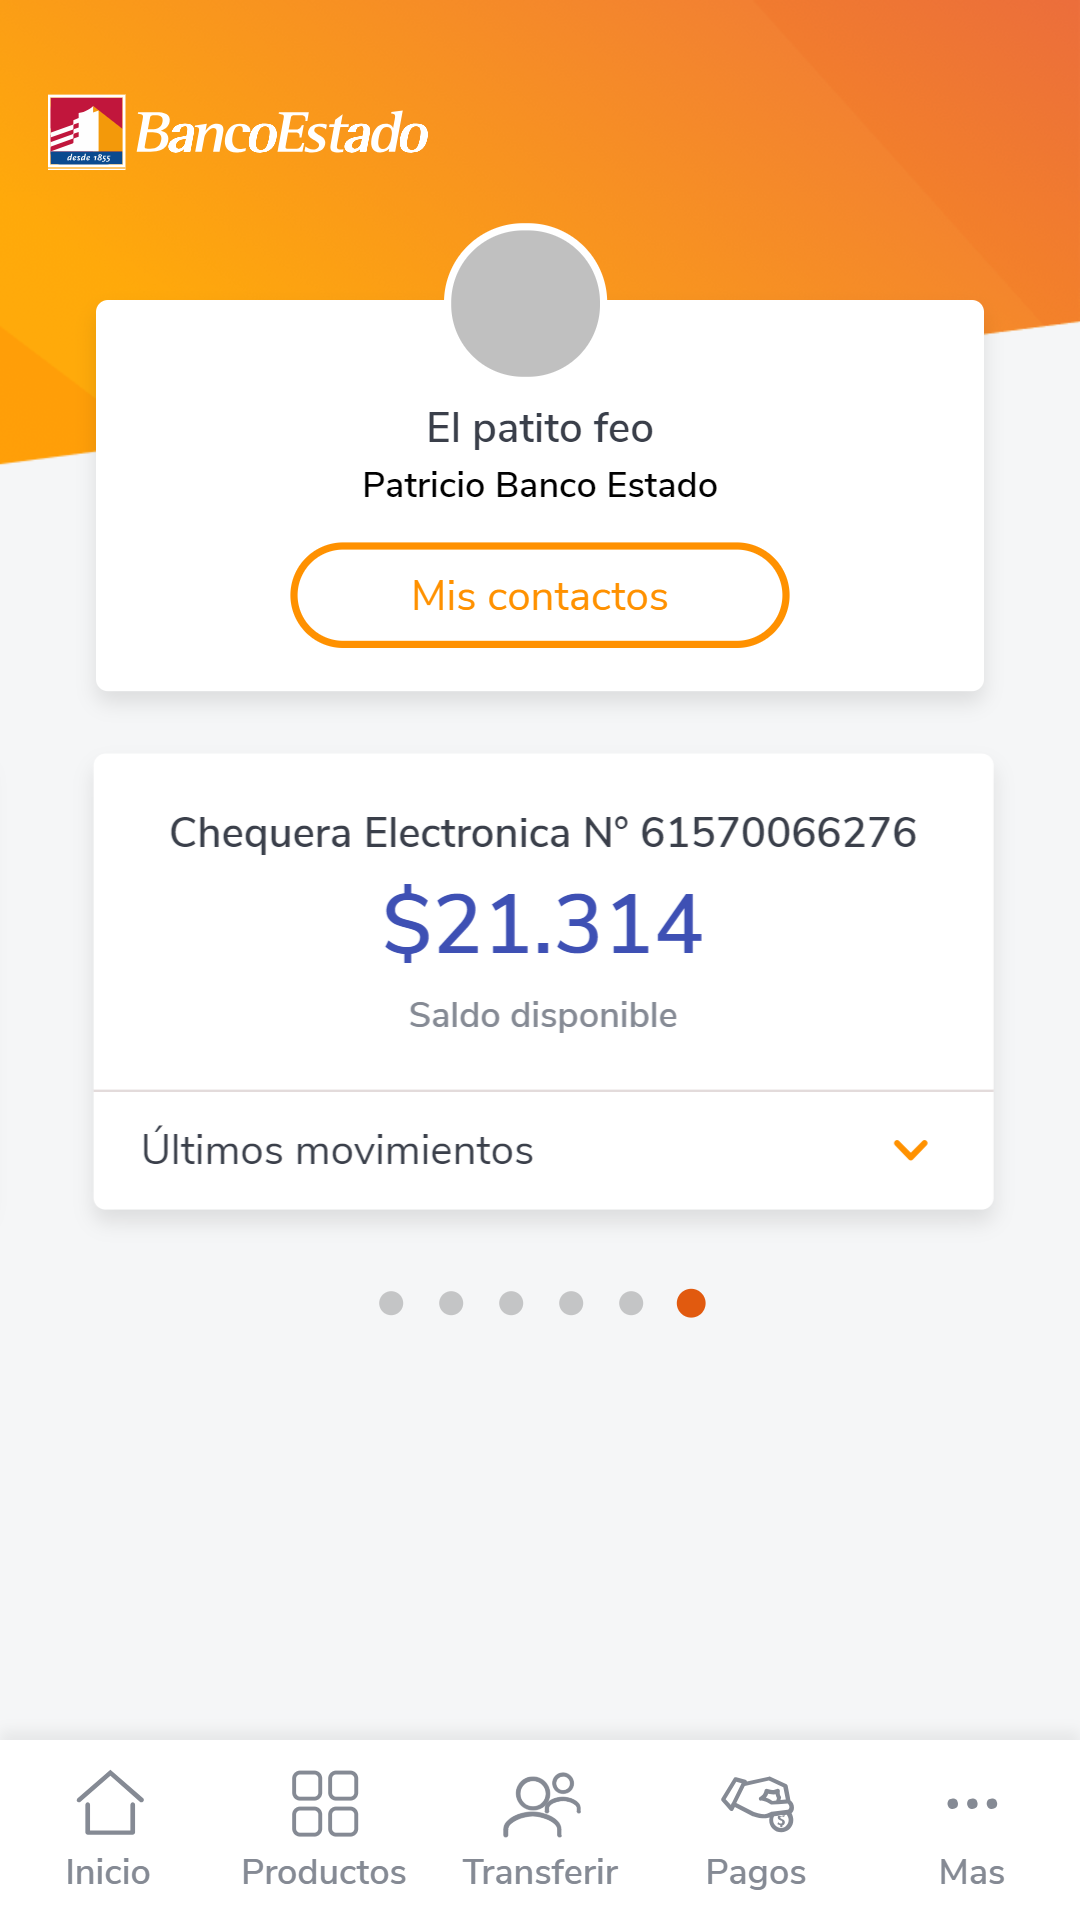 desde 1855
BancoEstado
El patito feo
Patricio Banco Estado
Mis contactos
Chequera Electronica N° 61570066276
$21.314
Saldo disponible
Últimos movimientos
$
Inicio
Productos
Transferir
Pagos
Mas